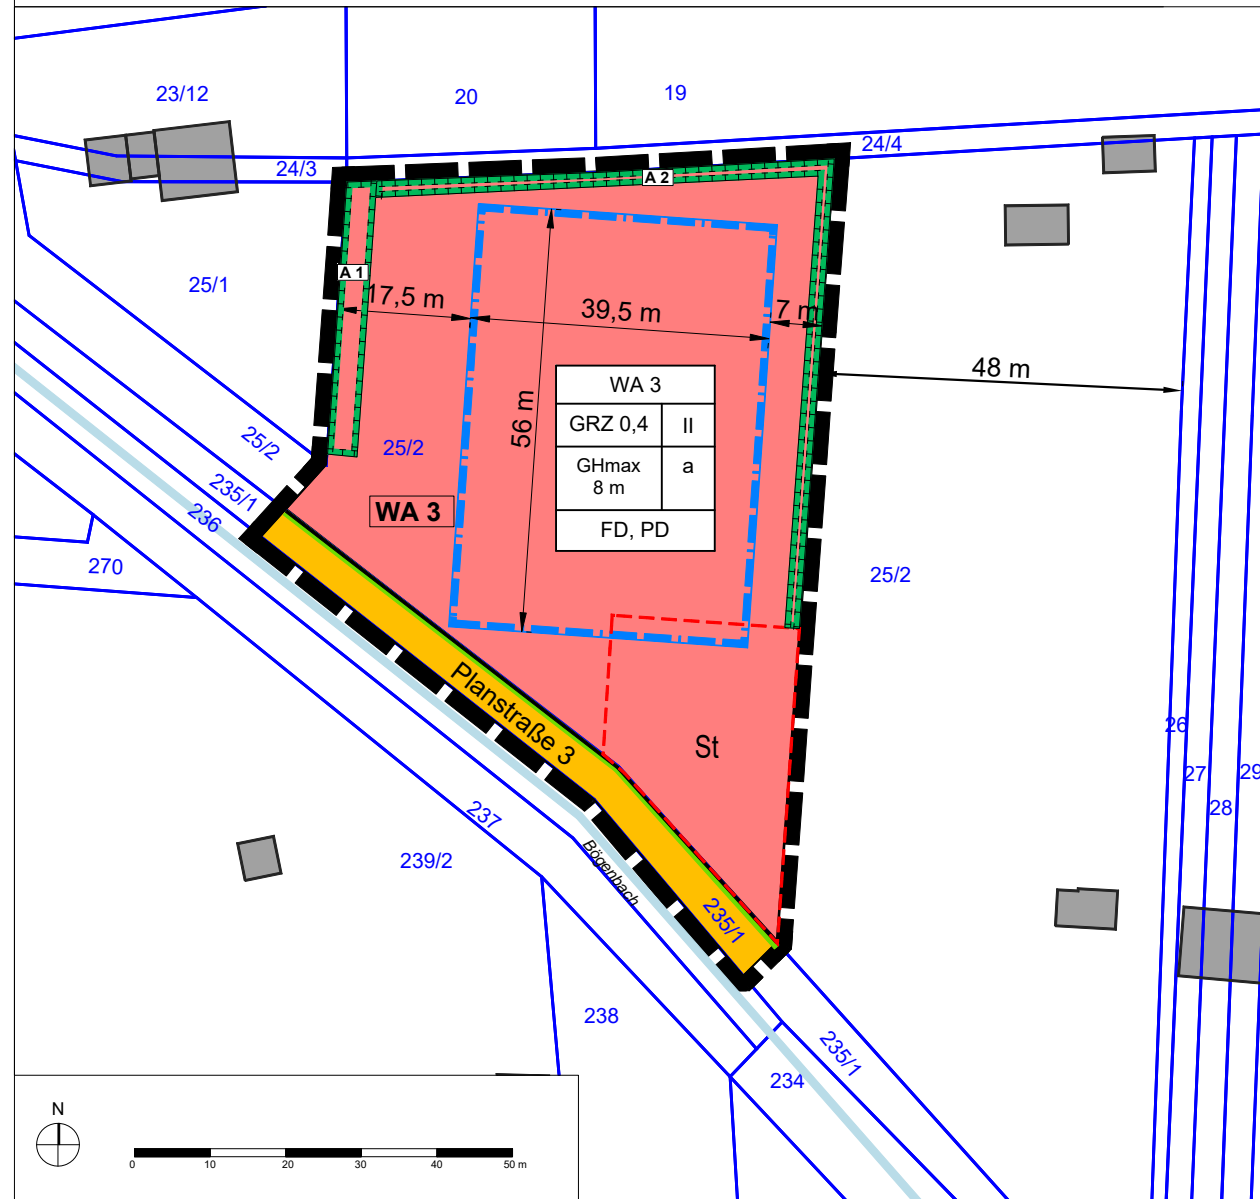 23/12
20
19
24/3
24/4
A 2
A 1
25/1
17,5 m
39,5 m
7 m
48 m
56 m
WA 3
GRZ 0,4
II
GHmax
8 m
a
FD, PD
25/2
25/2
WA 3
235/1
236
270
25/2
Planstraße 3
St
26
27
28
29
237
239/2
Bögenbach
235/1
238
235/1
234
N
0
10
20
30
40
50 m